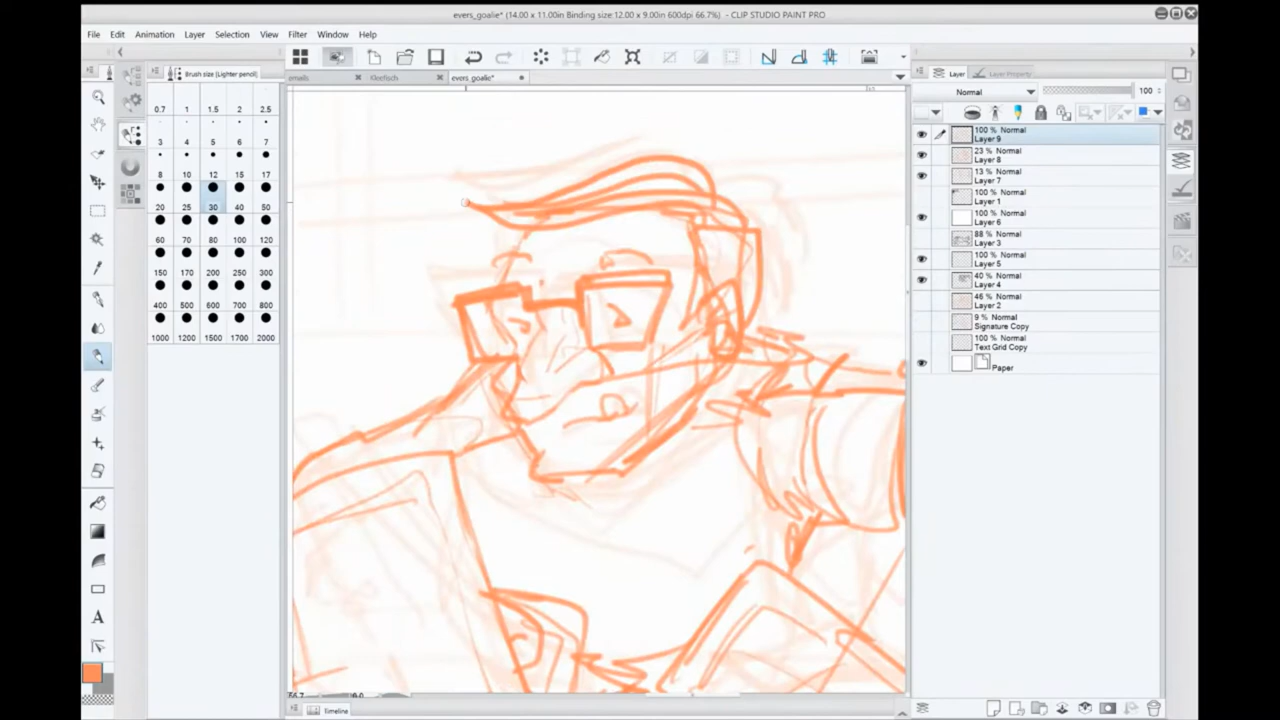 evers_goalie* (14.00 x 11.00in Binding size:12.00 x 9.00in 600dpi 66.7%) - CLIP STUDIO PAINT PRO
File Edit Animation Layer Selection View Filter Window Help
Brush size [Lighter pencil]
emails
evers_goalie*
Layer
Layer Property
Normal
100
0.7 1 1.5 2 2.5
3 4 5 6 7
8 10 12 15 17
20 25 30 40 50
60 70 80 100 120
150 170 200 250 300
400 500 600 700 800
1000 1200 1500 1700 2000
100 % Normal
Layer 9
23 % Normal
Layer 8
13 % Normal
Layer 7
100 % Normal
Layer 1
100 % Normal
Layer 6
88 % Normal
Layer 3
100 % Normal
Layer 5
40 % Normal
Layer 4
46 % Normal
Layer 2
9 % Normal
Signature Copy
100 % Normal
Text Grid Copy
Paper
A
Timeline